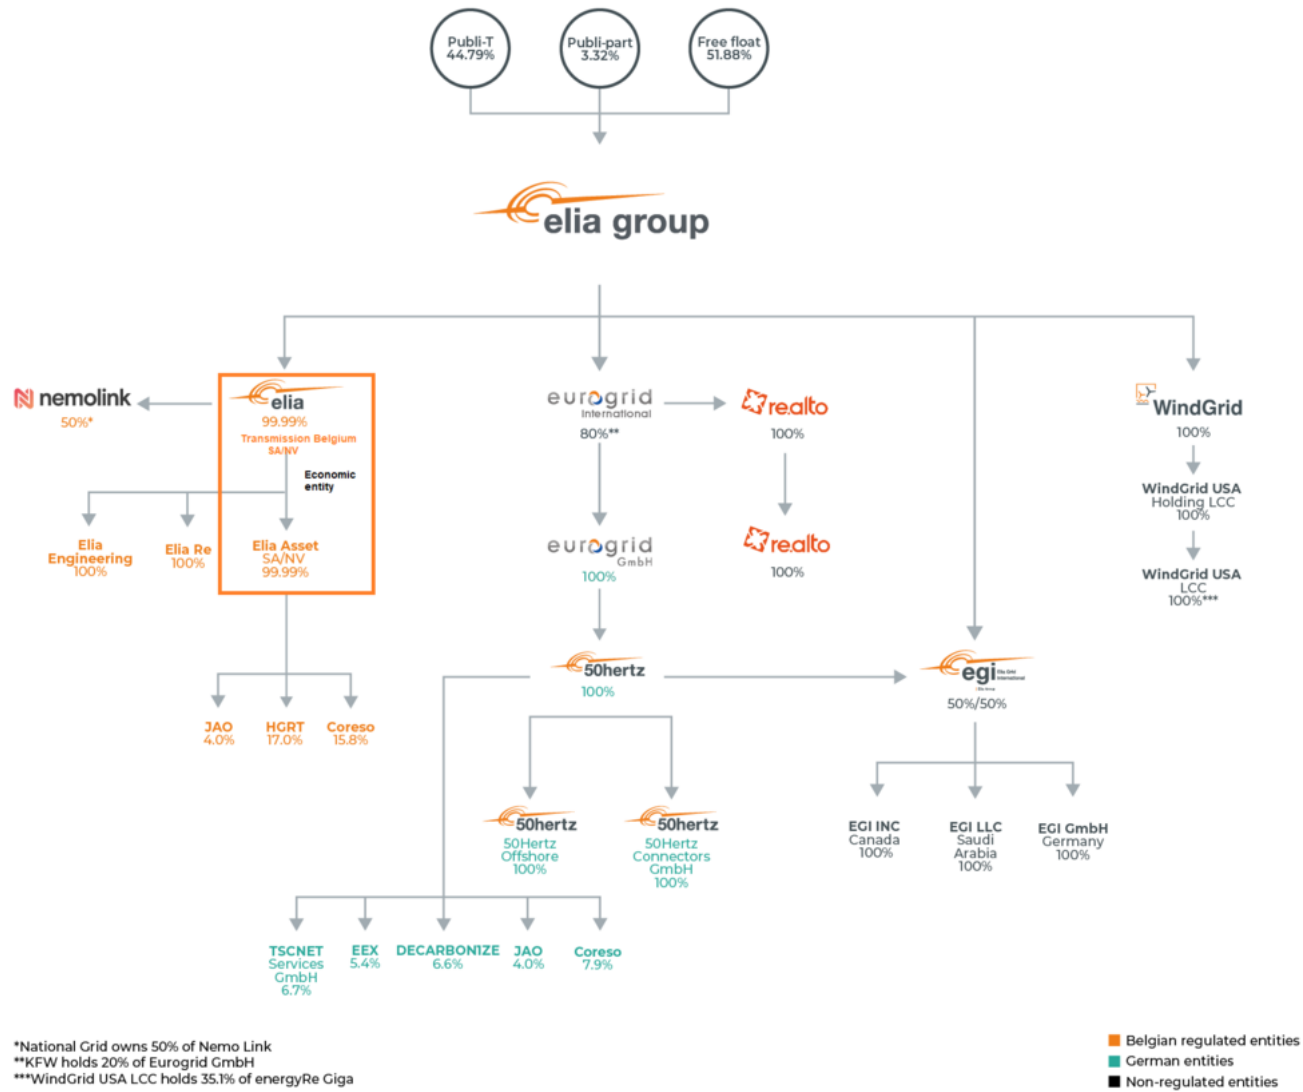 Publi-T
44.79%
Publi-part
3.32%
Free float
51.88%
elia group
nemolink
50%*
elia
99.99%
Transmission Belgium
SA/NV
Economic
entity
eurogrid
International
80%**
re.alto
100%
WindGrid
100%
Elia
Engineering
100%
Elia Re
100%
Elia Asset
SA/NV
99.99%
eurogrid
GmbH
100%
re.alto
100%
WindGrid USA
Holding LCC
100%
WindGrid USA
LCC
100%***
50hertz
100%
egi
Elia Grid
International
50%/50%
JAO
4.0%
HGRT
17.0%
Coreso
15.8%
50hertz
50Hertz
Offshore
100%
50hertz
50Hertz
Connectors
GmbH
100%
EGI INC
Canada
100%
EGI LLC
Saudi
Arabia
100%
EGI GmbH
Germany
100%
TSCNET
Services
GmbH
6.7%
EEX
5.4%
DECARBON1ZE
6.6%
JAO
4.0%
Coreso
7.9%
*National Grid owns 50% of Nemo Link
**KFW holds 20% of Eurogrid GmbH
***WindGrid USA LCC holds 35.1% of energyRe Giga
Belgian regulated entities
German entities
Non-regulated entities